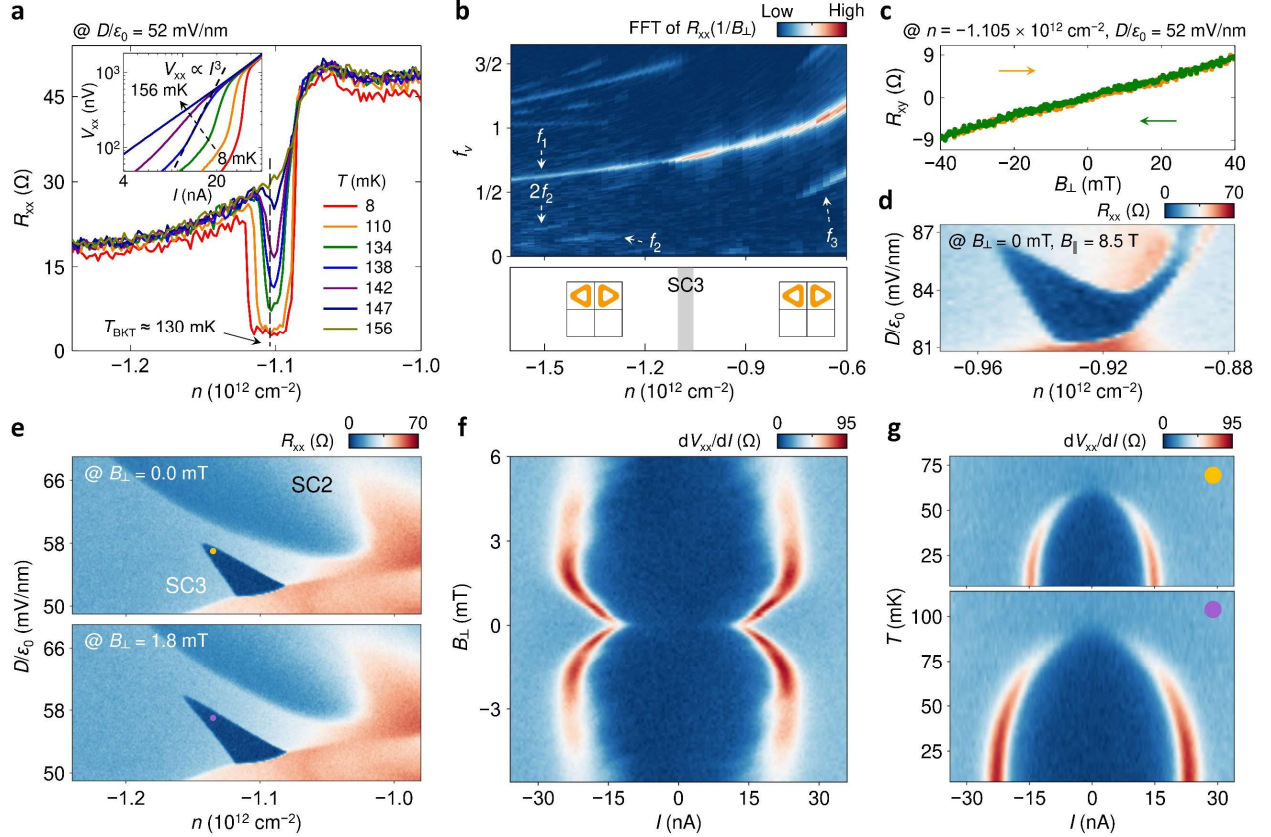 a
@ D/ε₀ = 52 mV/nm
V_xx ∝ I³
156 mK
8 mK
10³
10²
V_xx (nV)
4
20
I (nA)
T (mK)
8
110
134
138
142
147
156
T_BKT ≈ 130 mK
45
30
15
0
R_xx (Ω)
−1.2
−1.1
−1.0
n (10¹² cm⁻²)
b
FFT of R_xx(1/B⊥)
Low
High
3/2
1
1/2
0
f_ν
f₁
2f₂
f₂
f₃
SC3
−1.5
−1.2
−0.9
−0.6
n (10¹² cm⁻²)
c
@ n = −1.105 × 10¹² cm⁻², D/ε₀ = 52 mV/nm
9
0
−9
R_xy (Ω)
−40
−20
0
20
40
B⊥ (mT)
d
R_xx (Ω)
0
70
@ B⊥ = 0 mT, B∥ = 8.5 T
87
84
81
D/ε₀ (mV/nm)
−0.96
−0.92
−0.88
n (10¹² cm⁻²)
e
R_xx (Ω)
0
70
@ B⊥ = 0.0 mT
SC2
SC3
66
58
50
@ B⊥ = 1.8 mT
66
58
50
D/ε₀ (mV/nm)
−1.2
−1.1
−1.0
n (10¹² cm⁻²)
f
dV_xx/dI (Ω)
0
95
6
3
0
−3
B⊥ (mT)
−30
−15
0
15
30
I (nA)
g
dV_xx/dI (Ω)
0
95
75
50
25
100
75
50
25
T (mK)
−30
−15
0
15
30
I (nA)